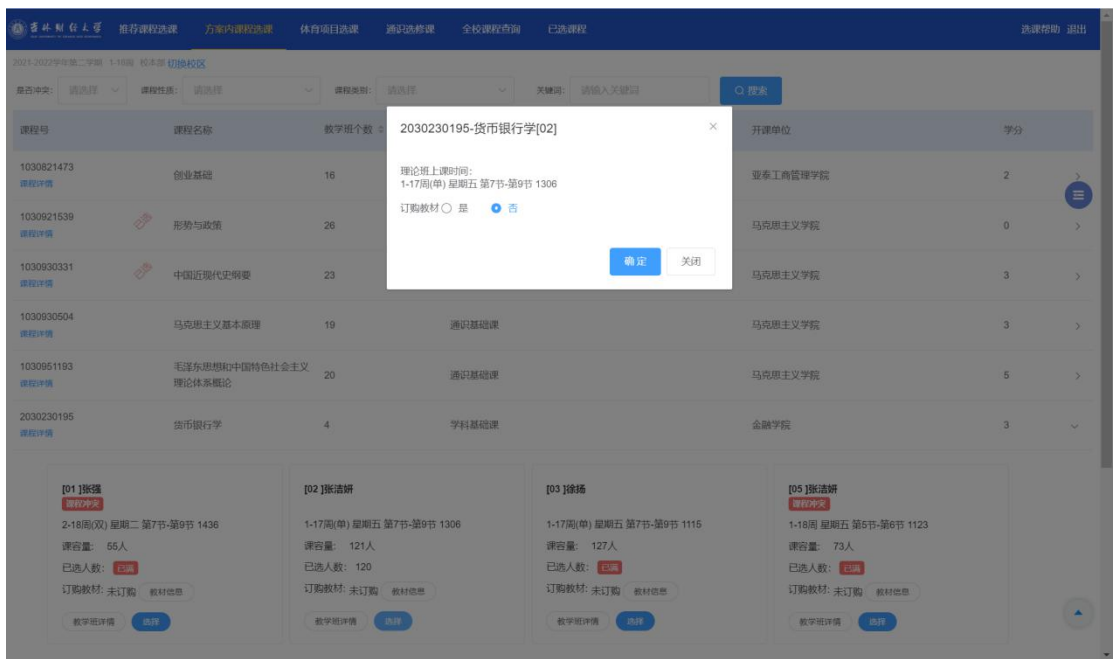 吉林财经大学 推荐课程选课 方案内课程选课 体育项目选课 通识选修课 全校课程查询 已选课程 选课帮助 退出
2021-2022学年第二学期 1-18周 校本部 切换校区
是否冲突: 请选择 课程性质: 请选择 课程类别: 请选择 关键词: 请输入关键词 搜索
课程号 课程名称 教学班个数 开课单位 学分
2030230195-货币银行学[02]
理论班上课时间:
1-17周(单) 星期五 第7节-第9节 1306
订购教材 是 否
确定 关闭
1030821473 创业基础 16 亚泰工商管理学院 2
课程详情
1030921539 形势与政策 26 马克思主义学院 0
课程详情
1030930331 中国近现代史纲要 23 马克思主义学院 3
课程详情
1030930504 马克思主义基本原理 19 通识基础课 马克思主义学院 3
课程详情
1030951193 毛泽东思想和中国特色社会主义 20 通识基础课 马克思主义学院 5
课程详情 理论体系概论
2030230195 货币银行学 4 学科基础课 金融学院 3
课程详情
[01 ]张强 [02 ]张洁妍 [03 ]徐扬 [05 ]张洁妍
课程冲突 课程冲突
2-18周(双) 星期二 第7节-第9节 1436 1-17周(单) 星期五 第7节-第9节 1306 1-17周(单) 星期五 第7节-第9节 1115 1-18周 星期五 第5节-第6节 1123
课容量: 55人 课容量: 121人 课容量: 127人 课容量: 73人
已选人数: 已满 已选人数: 120 已选人数: 已满 已选人数: 已满
订购教材: 未订购 教材信息 订购教材: 未订购 教材信息 订购教材: 未订购 教材信息 订购教材: 未订购 教材信息
教学班详情 选择 教学班详情 选择 教学班详情 选择 教学班详情 选择